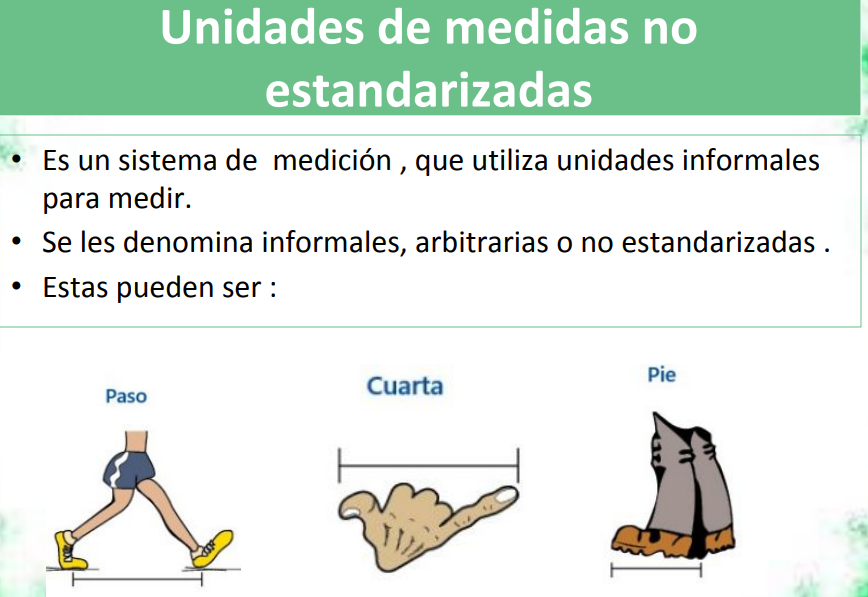 Unidades de medidas no
estandarizadas
• Es un sistema de  medición , que utiliza unidades informales
para medir.
• Se les denomina informales, arbitrarias o no estandarizadas .
• Estas pueden ser :
Paso
Cuarta
Pie